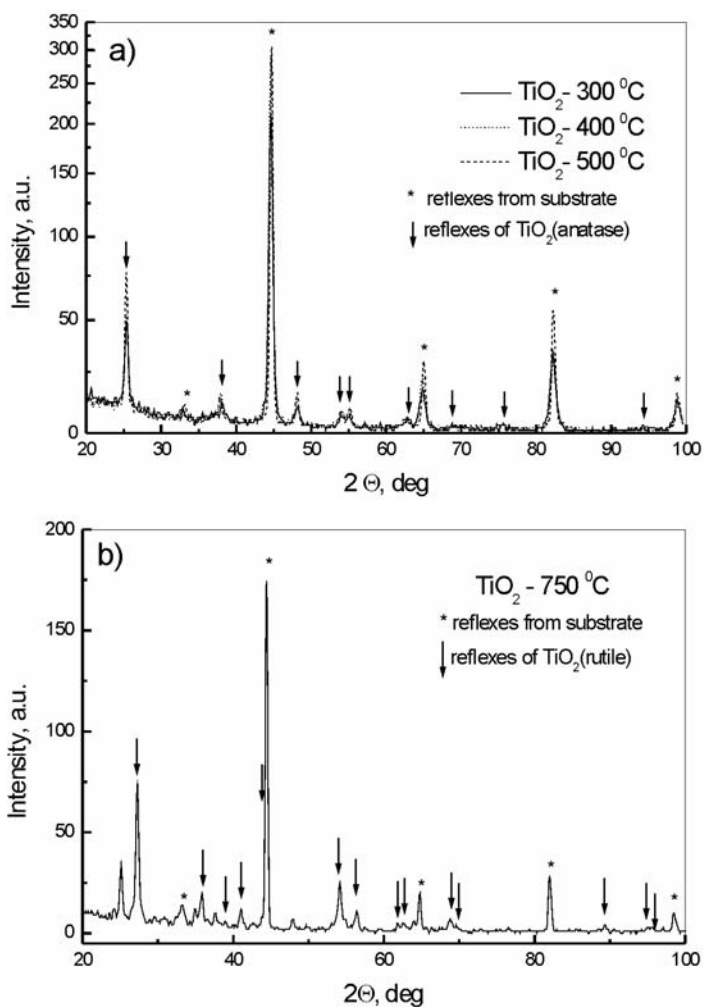 a)
350
300
250
200
150
100
50
0
Intensity, a.u.
*
TiO₂- 300 ⁰C
TiO₂- 400 ⁰C
TiO₂- 500 ⁰C
* reflexes from substrate
reflexes of TiO₂(anatase)
*
*
*
*
20 30 40 50 60 70 80 90 100
2 Θ, deg
b)
200
150
100
50
0
Intensity, a.u.
*
TiO₂ - 750 ⁰C
* reflexes from substrate
reflexes of TiO₂(rutile)
*
*
*
*
20 40 60 80 100
2Θ, deg